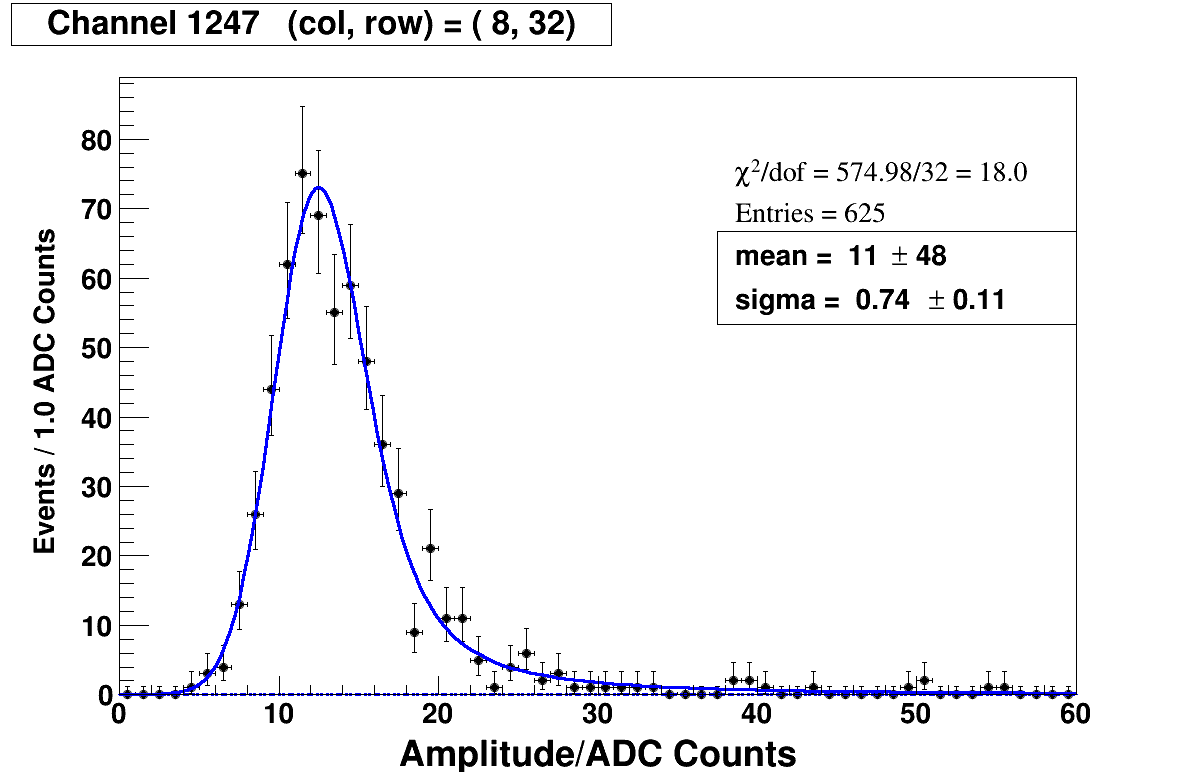 Channel 1247 (col, row) = ( 8, 32)
χ²/dof = 574.98/32 = 18.0
Entries = 625
mean = 11 ± 48
sigma = 0.74 ± 0.11
Events / 1.0 ADC Counts
80
70
60
50
40
30
20
10
0
0 10 20 30 40 50 60
Amplitude/ADC Counts